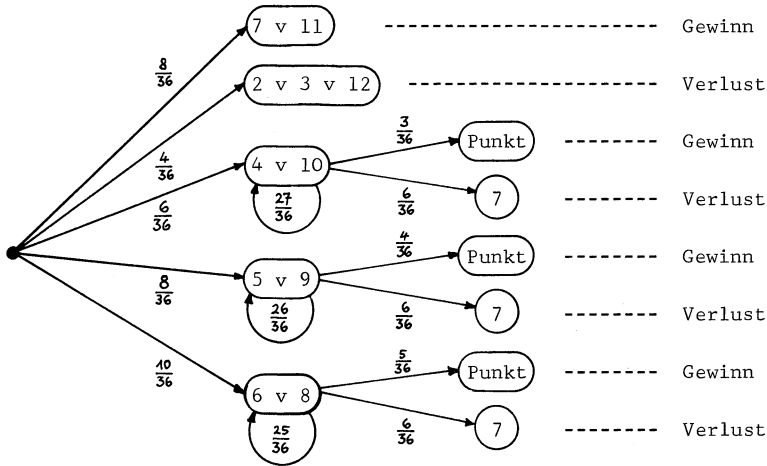 7 v 11 Gewinn
8/36
2 v 3 v 12 Verlust
4/36
3/36
Punkt Gewinn
4 v 10
6/36
27/36
6/36
7 Verlust
4/36
Punkt Gewinn
5 v 9
8/36
26/36
6/36
7 Verlust
5/36
Punkt Gewinn
10/36
6 v 8
25/36
6/36
7 Verlust